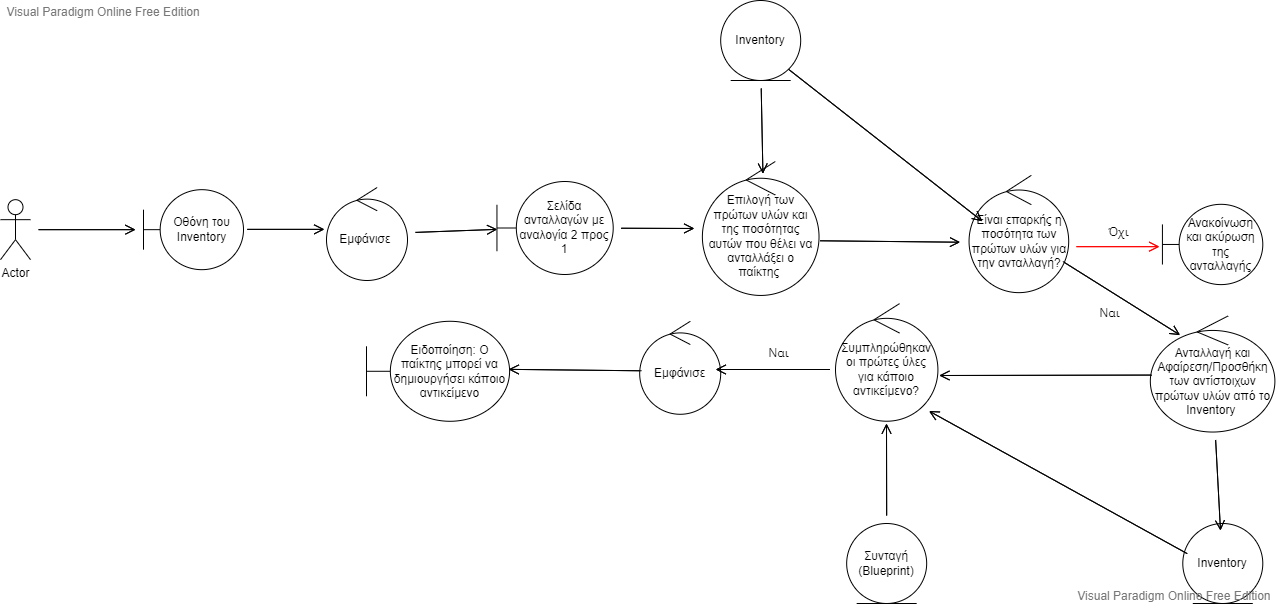 Visual Paradigm Online Free Edition
Inventory
Actor
Οθόνη του
Inventory
Εμφάνισε
Σελίδα
ανταλλαγών με
αναλογία 2 προς
1
Επιλογή των
πρώτων υλών και
της ποσότητας
αυτών που θέλει να
ανταλλάξει ο
παίκτης
Είναι επαρκής η
ποσότητα των
πρώτων υλών για
την ανταλλαγή?
Όχι
Ανακοίνωση
και ακύρωση
της
ανταλλαγής
Ναι
Ανταλλαγή και
Αφαίρεση/Προσθήκη
των αντίστοιχων
πρώτων υλών από το
Inventory
Συμπληρώθηκαν
οι πρώτες ύλες
για κάποιο
αντικείμενο?
Ναι
Εμφάνισε
Ειδοποίηση: Ο
παίκτης μπορεί να
δημιουργήσει κάποιο
αντικείμενο
Συνταγή
(Blueprint)
Inventory
Visual Paradigm Online Free Edition